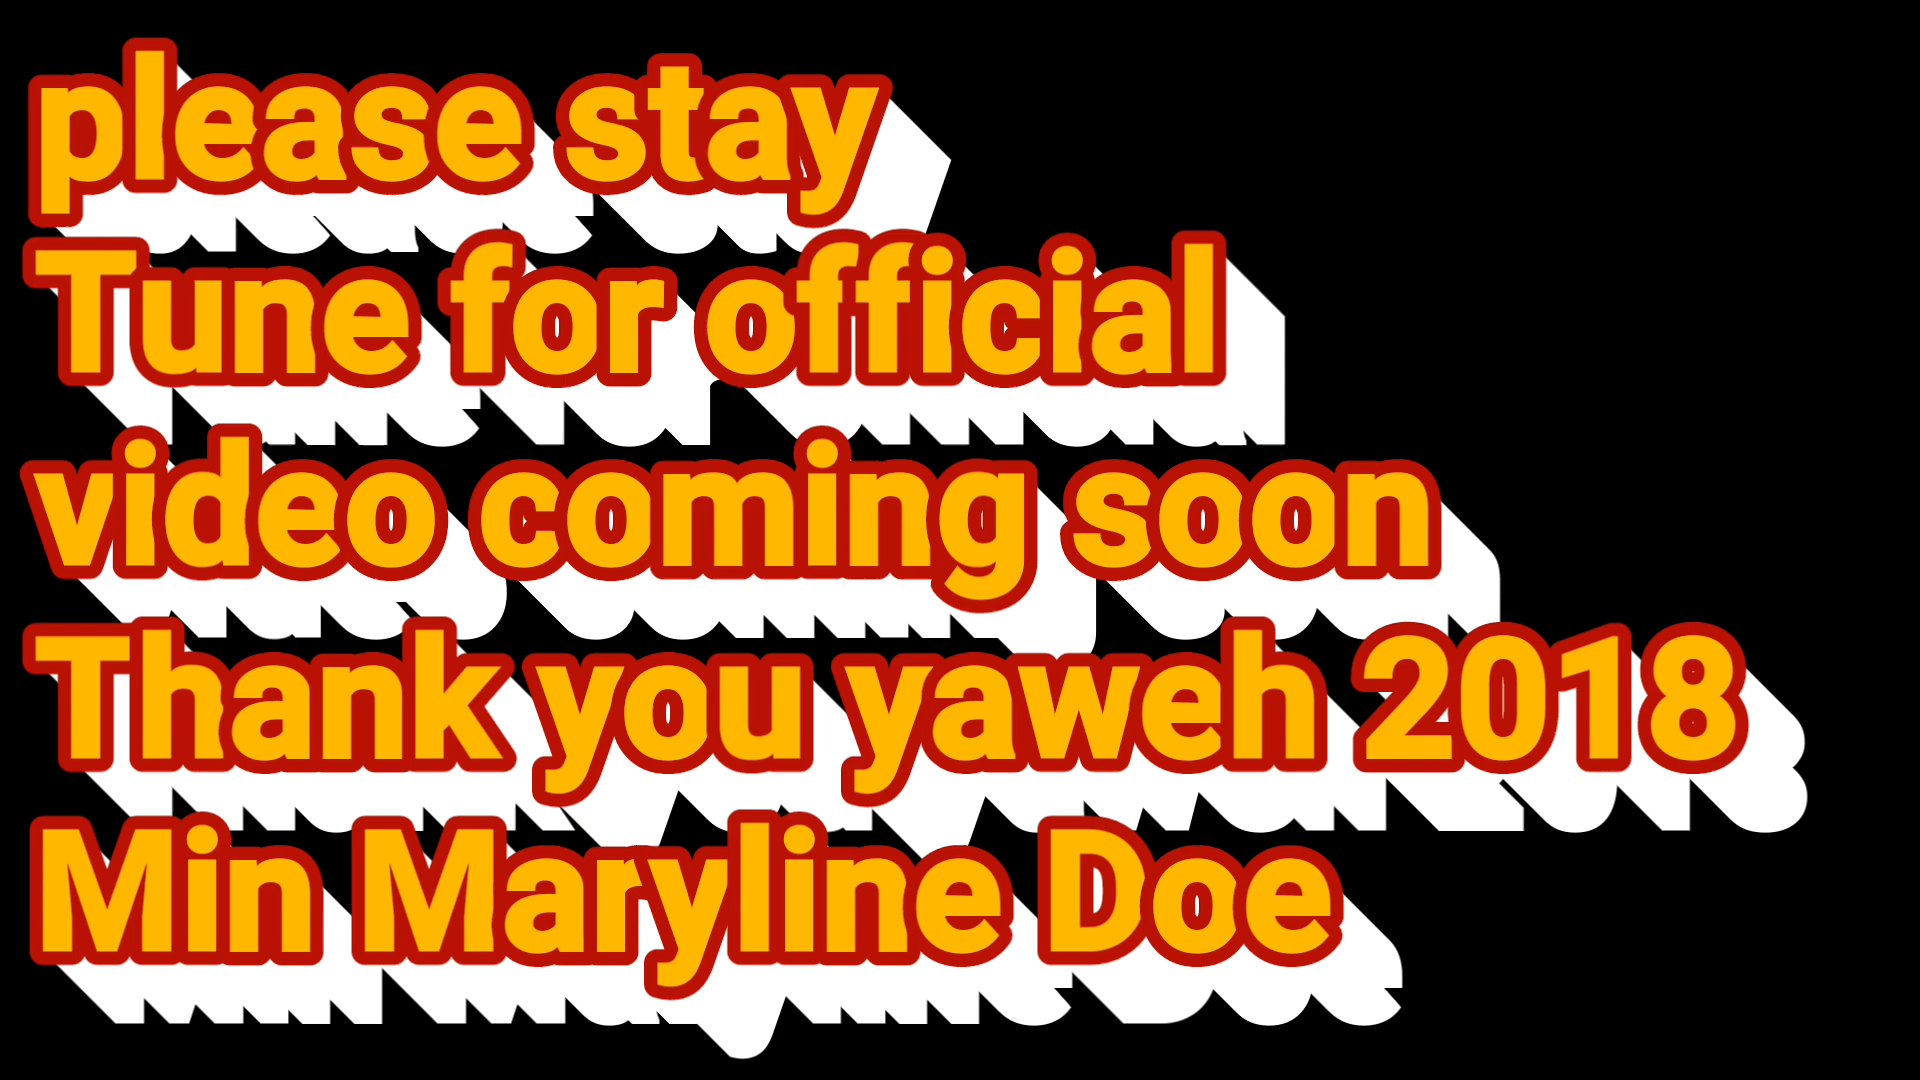 please stay
Tune for official
video coming soon
Thank you yaweh 2018
Min Maryline Doe